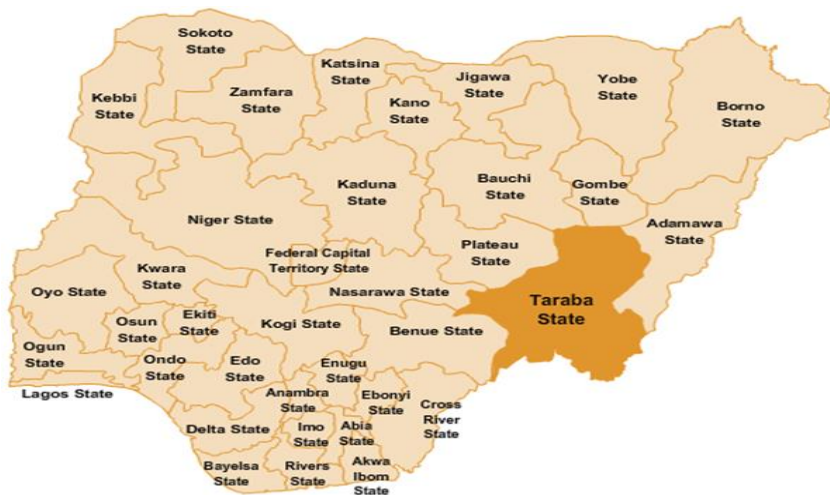 Sokoto
State
Katsina
State
Jigawa
State
Yobe
State
Kebbi
State
Zamfara
State
Kano
State
Borno
State
Kaduna
State
Bauchi
State
Gombe
State
Niger State
Adamawa
State
Plateau
State
Federal Capital
Territory State
Kwara
State
Oyo State
Nasarawa State
Taraba
State
Osun
State
Ekiti
State
Kogi State
Benue State
Ogun
State
Ondo
State
Edo
State
Enugu
State
Lagos State
Anambra
State
Ebonyi
State
Cross
River
State
Delta State
Imo
State
Abia
State
Bayelsa
State
Rivers
State
Akwa
Ibom
State